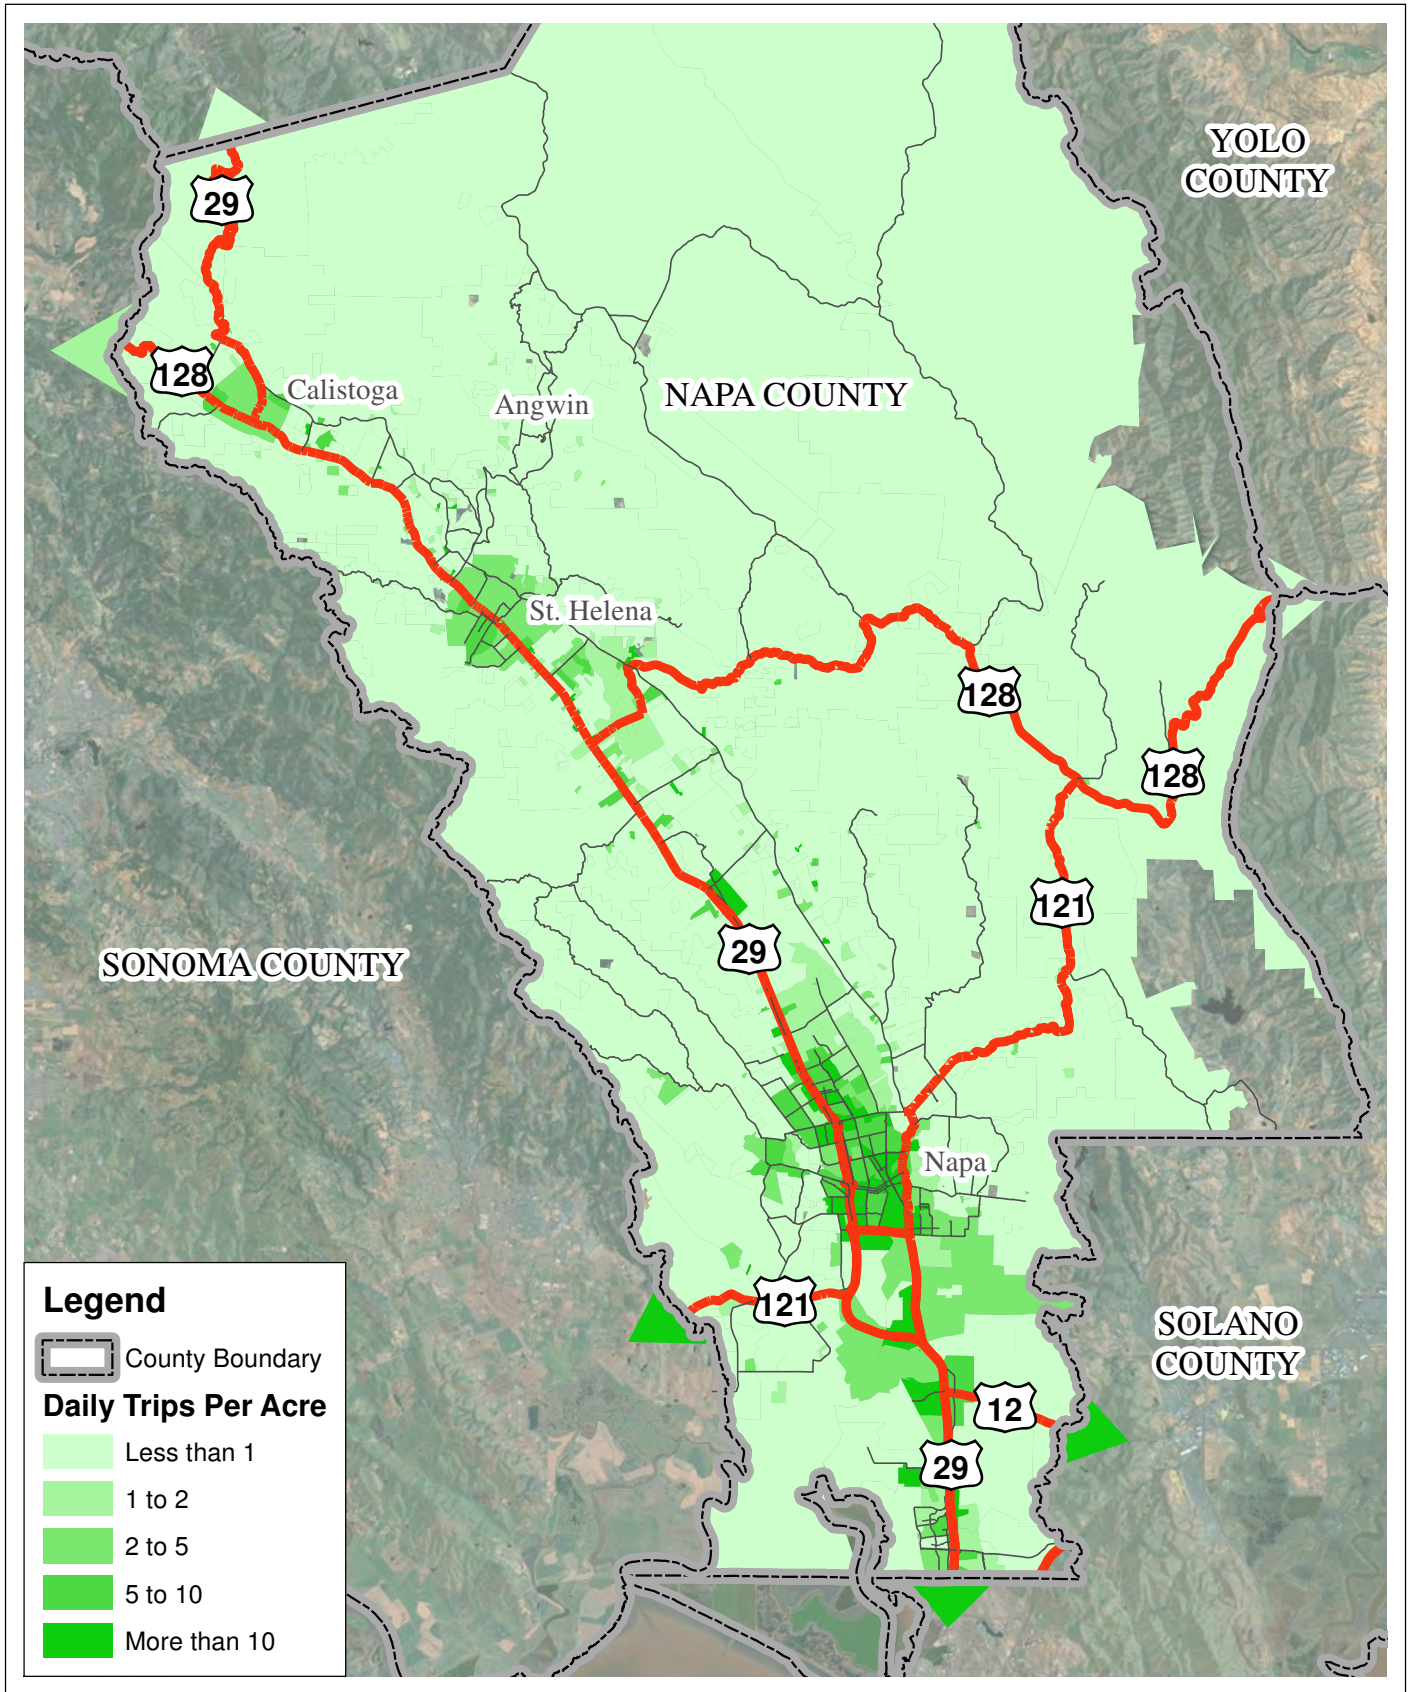 YOLO
COUNTY
29
128
Calistoga
Angwin
NAPA COUNTY
St. Helena
128
128
121
29
SONOMA COUNTY
Napa
121
SOLANO
COUNTY
12
29
Legend
County Boundary
Daily Trips Per Acre
Less than 1
1 to 2
2 to 5
5 to 10
More than 10